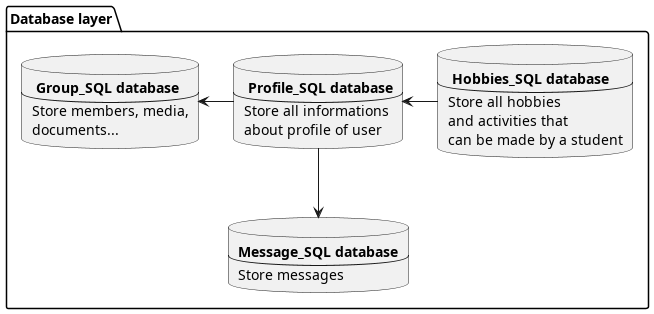 Database layer
Group_SQL database
Store members, media,
documents...
Profile_SQL database
Store all informations
about profile of user
Hobbies_SQL database
Store all hobbies
and activities that
can be made by a student
Message_SQL database
Store messages